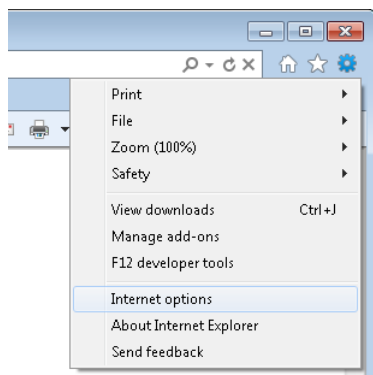 Print
File
Zoom (100%)
Safety
View downloads Ctrl+J
Manage add-ons
F12 developer tools
Internet options
About Internet Explorer
Send feedback